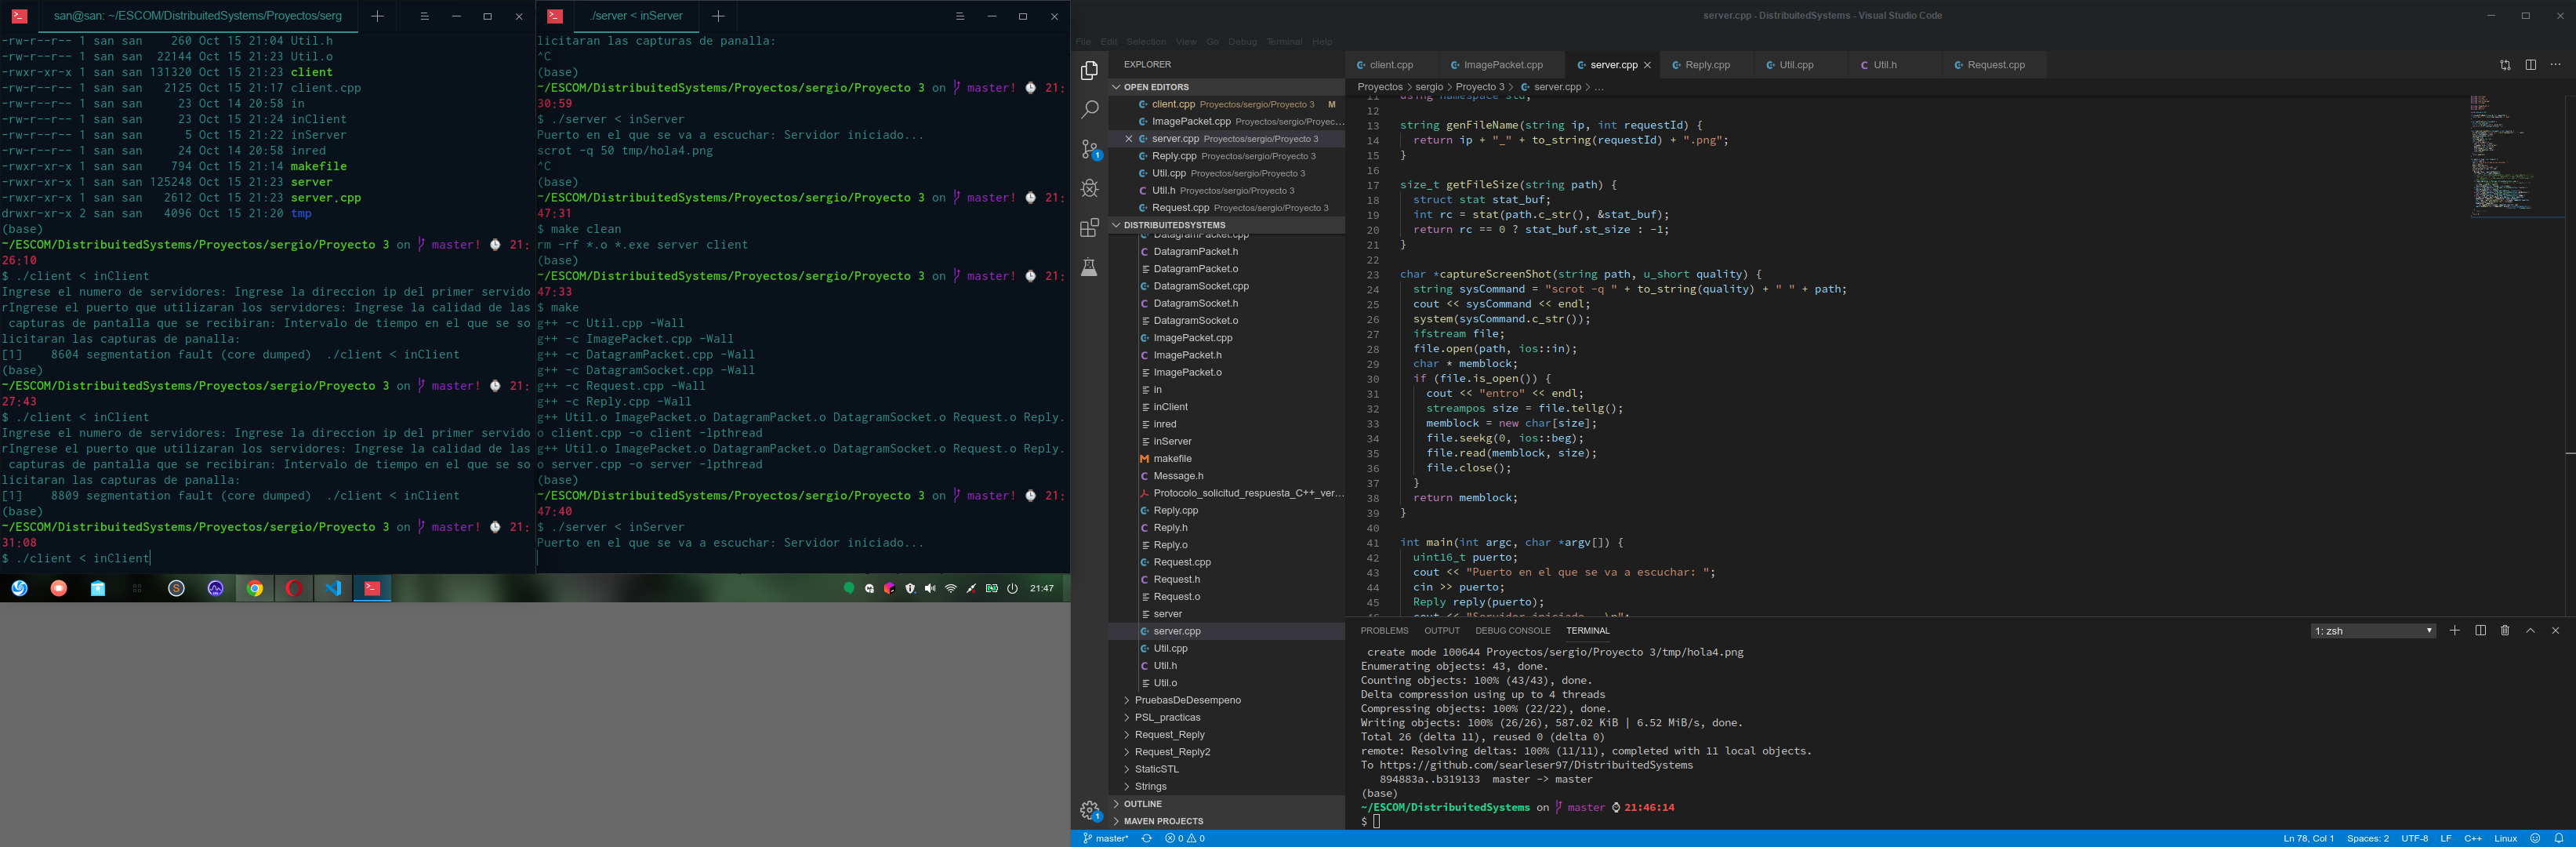 san@san: ~/ESCOM/DistribuitedSystems/Proyectos/serg
-rw-r--r-- 1 san san    260 Oct 15 21:04 Util.h
-rw-r--r-- 1 san san  22144 Oct 15 21:23 Util.o
-rwxr-xr-x 1 san san 131320 Oct 15 21:23 client
-rw-r--r-- 1 san san   2125 Oct 15 21:17 client.cpp
-rw-r--r-- 1 san san     23 Oct 14 20:58 in
-rw-r--r-- 1 san san     23 Oct 15 21:24 inClient
-rw-r--r-- 1 san san      5 Oct 15 21:22 inServer
-rw-r--r-- 1 san san     24 Oct 14 20:58 inred
-rwxr-xr-x 1 san san    794 Oct 15 21:14 makefile
-rwxr-xr-x 1 san san 125248 Oct 15 21:23 server
-rwxr-xr-x 1 san san   2612 Oct 15 21:23 server.cpp
drwxr-xr-x 2 san san   4096 Oct 15 21:20 tmp
(base)
~/ESCOM/DistribuitedSystems/Proyectos/sergio/Proyecto 3 on master! 21:
26:10
$ ./client < inClient
Ingrese el numero de servidores: Ingrese la direccion ip del primer servido
rIngrese el puerto que utilizaran los servidores: Ingrese la calidad de las
capturas de pantalla que se recibiran: Intervalo de tiempo en el que se so
licitaran las capturas de panalla:
[1]    8604 segmentation fault (core dumped)  ./client < inClient
(base)
~/ESCOM/DistribuitedSystems/Proyectos/sergio/Proyecto 3 on master! 21:
27:43
$ ./client < inClient
Ingrese el numero de servidores: Ingrese la direccion ip del primer servido
rIngrese el puerto que utilizaran los servidores: Ingrese la calidad de las
capturas de pantalla que se recibiran: Intervalo de tiempo en el que se so
licitaran las capturas de panalla:
[1]    8809 segmentation fault (core dumped)  ./client < inClient
(base)
~/ESCOM/DistribuitedSystems/Proyectos/sergio/Proyecto 3 on master! 21:
31:08
$ ./client < inClient
./server < inServer
licitaran las capturas de panalla:
^C
(base)
~/ESCOM/DistribuitedSystems/Proyectos/sergio/Proyecto 3 on master! 21:
30:59
$ ./server < inServer
Puerto en el que se va a escuchar: Servidor iniciado...
scrot -q 50 tmp/hola4.png
^C
(base)
~/ESCOM/DistribuitedSystems/Proyectos/sergio/Proyecto 3 on master! 21:
47:31
$ make clean
rm -rf *.o *.exe server client
(base)
~/ESCOM/DistribuitedSystems/Proyectos/sergio/Proyecto 3 on master! 21:
47:33
$ make
g++ -c Util.cpp -Wall
g++ -c ImagePacket.cpp -Wall
g++ -c DatagramPacket.cpp -Wall
g++ -c DatagramSocket.cpp -Wall
g++ -c Request.cpp -Wall
g++ -c Reply.cpp -Wall
g++ Util.o ImagePacket.o DatagramPacket.o DatagramSocket.o Request.o Reply.
o client.cpp -o client -lpthread
g++ Util.o ImagePacket.o DatagramPacket.o DatagramSocket.o Request.o Reply.
o server.cpp -o server -lpthread
(base)
~/ESCOM/DistribuitedSystems/Proyectos/sergio/Proyecto 3 on master! 21:
47:40
$ ./server < inServer
Puerto en el que se va a escuchar: Servidor iniciado...
21:47
server.cpp - DistribuitedSystems - Visual Studio Code
File Edit Selection View Go Debug Terminal Help
EXPLORER
OPEN EDITORS
client.cpp Proyectos/sergio/Proyecto 3 M
ImagePacket.cpp Proyectos/sergio/Proyec...
server.cpp Proyectos/sergio/Proyecto 3
Reply.cpp Proyectos/sergio/Proyecto 3
Util.cpp Proyectos/sergio/Proyecto 3
Util.h Proyectos/sergio/Proyecto 3
Request.cpp Proyectos/sergio/Proyecto 3
DISTRIBUITEDSYSTEMS
DatagramPacket.cpp
DatagramPacket.h
DatagramPacket.o
DatagramSocket.cpp
DatagramSocket.h
DatagramSocket.o
ImagePacket.cpp
ImagePacket.h
ImagePacket.o
in
inClient
inred
inServer
makefile
Message.h
Protocolo_solicitud_respuesta_C++_ver...
Reply.cpp
Reply.h
Reply.o
Request.cpp
Request.h
Request.o
server
server.cpp
Util.cpp
Util.h
Util.o
PruebasDeDesempeno
PSL_practicas
Request_Reply
Request_Reply2
StaticSTL
Strings
OUTLINE
MAVEN PROJECTS
client.cpp ImagePacket.cpp server.cpp Reply.cpp Util.cpp Util.h Request.cpp
Proyectos > sergio > Proyecto 3 > server.cpp > ...
11 using namespace std;
12
13 string genFileName(string ip, int requestId) {
14   return ip + "_" + to_string(requestId) + ".png";
15 }
16
17 size_t getFileSize(string path) {
18   struct stat stat_buf;
19   int rc = stat(path.c_str(), &stat_buf);
20   return rc == 0 ? stat_buf.st_size : -1;
21 }
22
23 char *captureScreenShot(string path, u_short quality) {
24   string sysCommand = "scrot -q " + to_string(quality) + " " + path;
25   cout << sysCommand << endl;
26   system(sysCommand.c_str());
27   ifstream file;
28   file.open(path, ios::in);
29   char * memblock;
30   if (file.is_open()) {
31     cout << "entro" << endl;
32     streampos size = file.tellg();
33     memblock = new char[size];
34     file.seekg(0, ios::beg);
35     file.read(memblock, size);
36     file.close();
37   }
38   return memblock;
39 }
40
41 int main(int argc, char *argv[]) {
42   uint16_t puerto;
43   cout << "Puerto en el que se va a escuchar: ";
44   cin >> puerto;
45   Reply reply(puerto);
46   cout << "Servidor iniciado...\n";
PROBLEMS OUTPUT DEBUG CONSOLE TERMINAL
1: zsh
create mode 100644 Proyectos/sergio/Proyecto 3/tmp/hola4.png
Enumerating objects: 43, done.
Counting objects: 100% (43/43), done.
Delta compression using up to 4 threads
Compressing objects: 100% (22/22), done.
Writing objects: 100% (26/26), 587.02 KiB | 6.52 MiB/s, done.
Total 26 (delta 11), reused 0 (delta 0)
remote: Resolving deltas: 100% (11/11), completed with 11 local objects.
To https://github.com/searleser97/DistribuitedSystems
   894883a..b319133  master -> master
(base)
~/ESCOM/DistribuitedSystems on master 21:46:14
$
master* 0 0 Ln 78, Col 1 Spaces: 2 UTF-8 LF C++ Linux